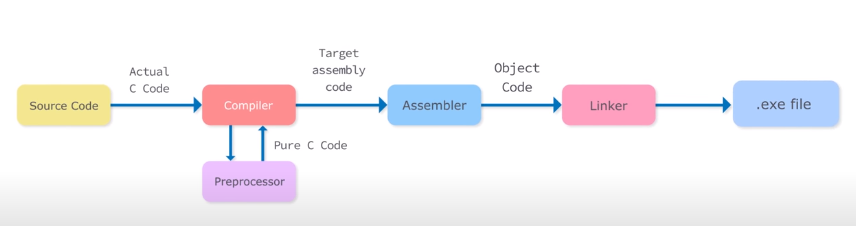 Actual
C Code
Target
assembly
code
Object
Code
Source Code
Compiler
Assembler
Linker
.exe file
Pure C Code
Preprocessor